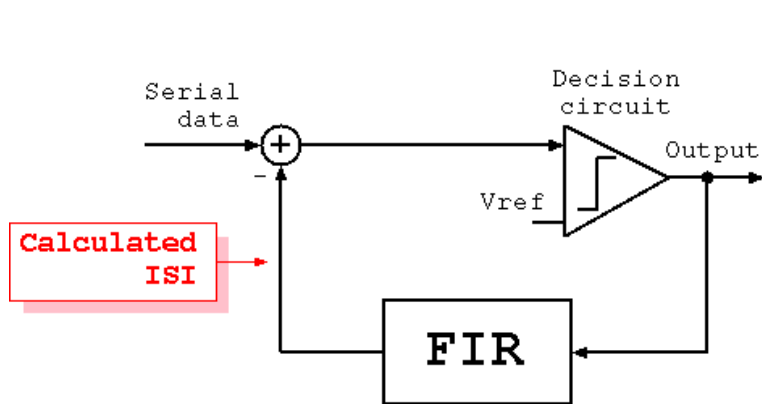 Decision
circuit
Serial
data
+
Output
-
Vref
Calculated
ISI
FIR